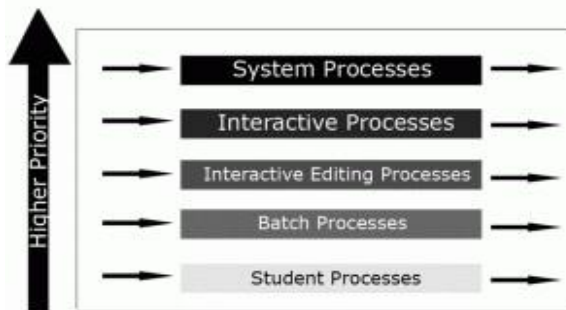 Higher Priority
System Processes
Interactive Processes
Interactive Editing Processes
Batch Processes
Student Processes